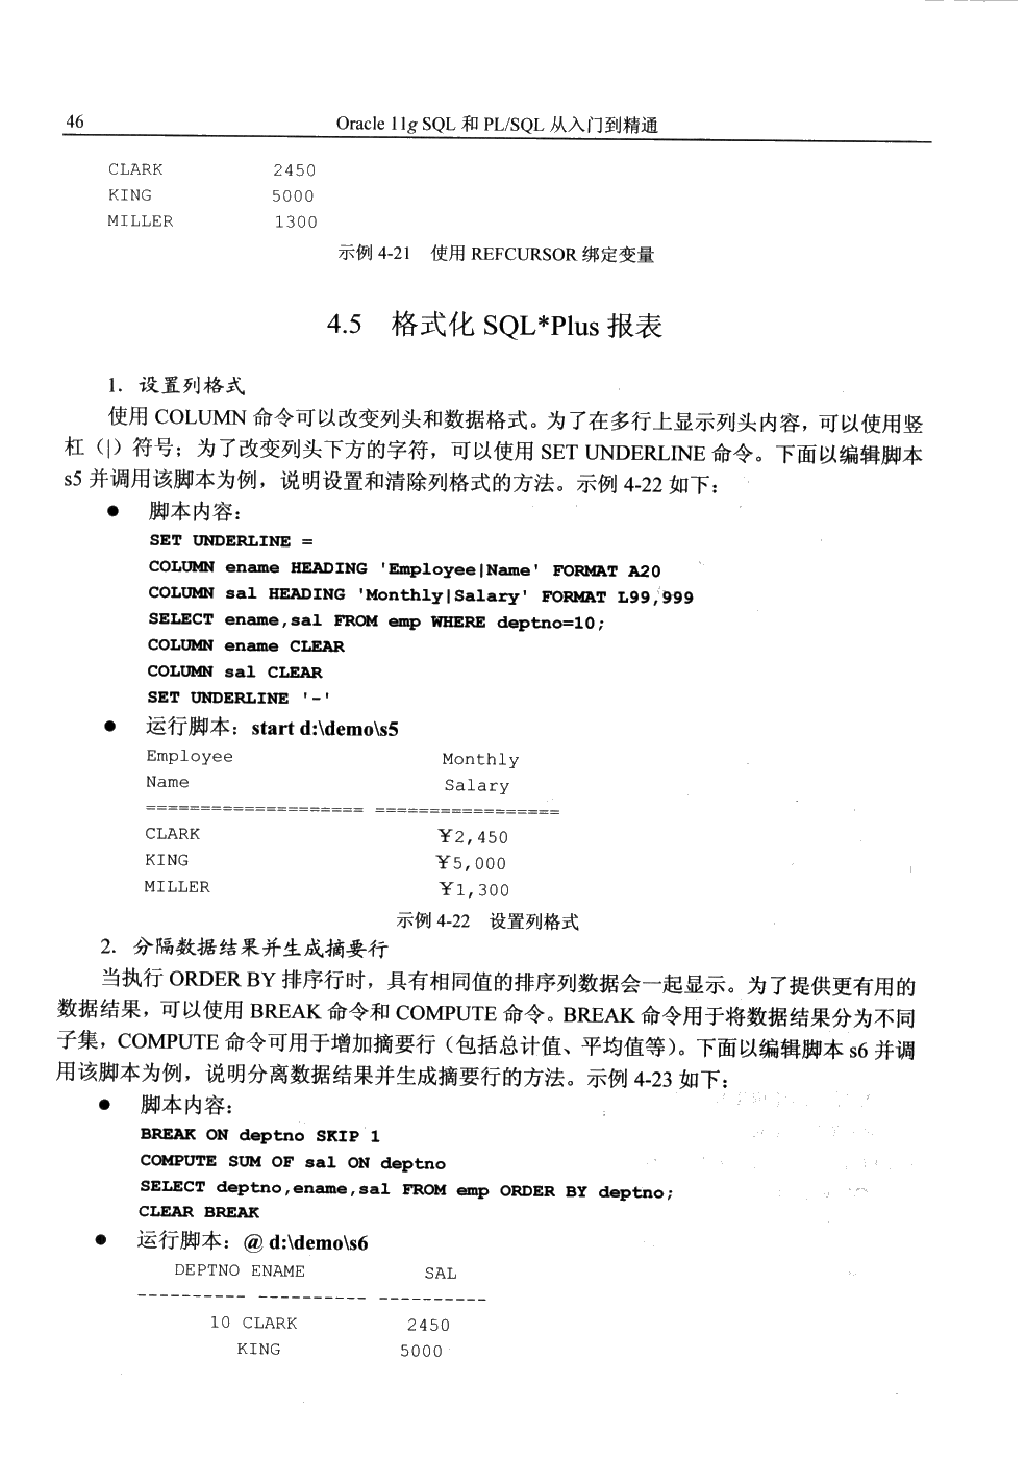 46 Oracle 11g SQL 和 PL/SQL 从入门到精通
CLARK 2450
KING 5000
MILLER 1300
示例 4-21 使用 REFCURSOR 绑定变量
4.5 格式化 SQL*Plus 报表
1. 设置列格式
使用 COLUMN 命令可以改变列头和数据格式。为了在多行上显示列头内容，可以使用竖
杠（|）符号；为了改变列头下方的字符，可以使用 SET UNDERLINE 命令。下面以编辑脚本
s5 并调用该脚本为例，说明设置和清除列格式的方法。示例 4-22 如下：
● 脚本内容：
SET UNDERLINE =
COLUMN ename HEADING 'Employee|Name' FORMAT A20
COLUMN sal HEADING 'Monthly|Salary' FORMAT L99,999
SELECT ename,sal FROM emp WHERE deptno=10;
COLUMN ename CLEAR
COLUMN sal CLEAR
SET UNDERLINE '-'
● 运行脚本：start d:\demo\s5
Employee Monthly
Name Salary
==================== =================
CLARK ￥2,450
KING ￥5,000
MILLER ￥1,300
示例 4-22 设置列格式
2. 分隔数据结果并生成摘要行
当执行 ORDER BY 排序行时，具有相同值的排序列数据会一起显示。为了提供更有用的
数据结果，可以使用 BREAK 命令和 COMPUTE 命令。BREAK 命令用于将数据结果分为不同
子集，COMPUTE 命令可用于增加摘要行（包括总计值、平均值等）。下面以编辑脚本 s6 并调
用该脚本为例，说明分离数据结果并生成摘要行的方法。示例 4-23 如下：
● 脚本内容：
BREAK ON deptno SKIP 1
COMPUTE SUM OF sal ON deptno
SELECT deptno,ename,sal FROM emp ORDER BY deptno;
CLEAR BREAK
● 运行脚本：@ d:\demo\s6
DEPTNO ENAME SAL
---------- ---------- ----------
10 CLARK 2450
KING 5000